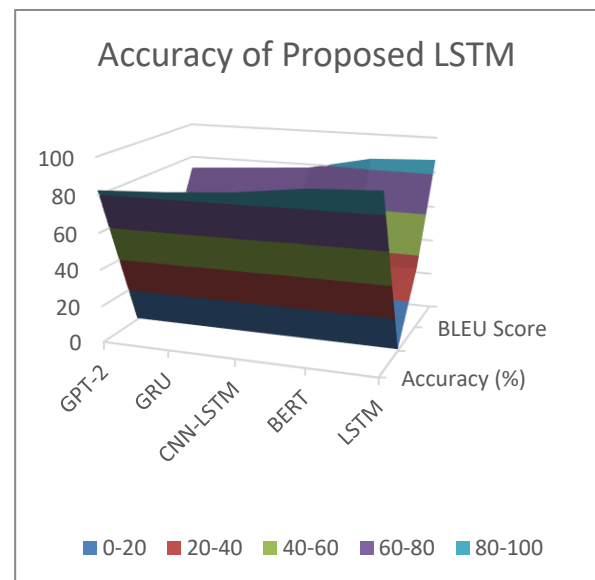 Accuracy of Proposed LSTM
100
80
60
40
20
0
GPT-2
GRU
CNN-LSTM
BERT
LSTM
BLEU Score
Accuracy (%)
0-20 20-40 40-60 60-80 80-100